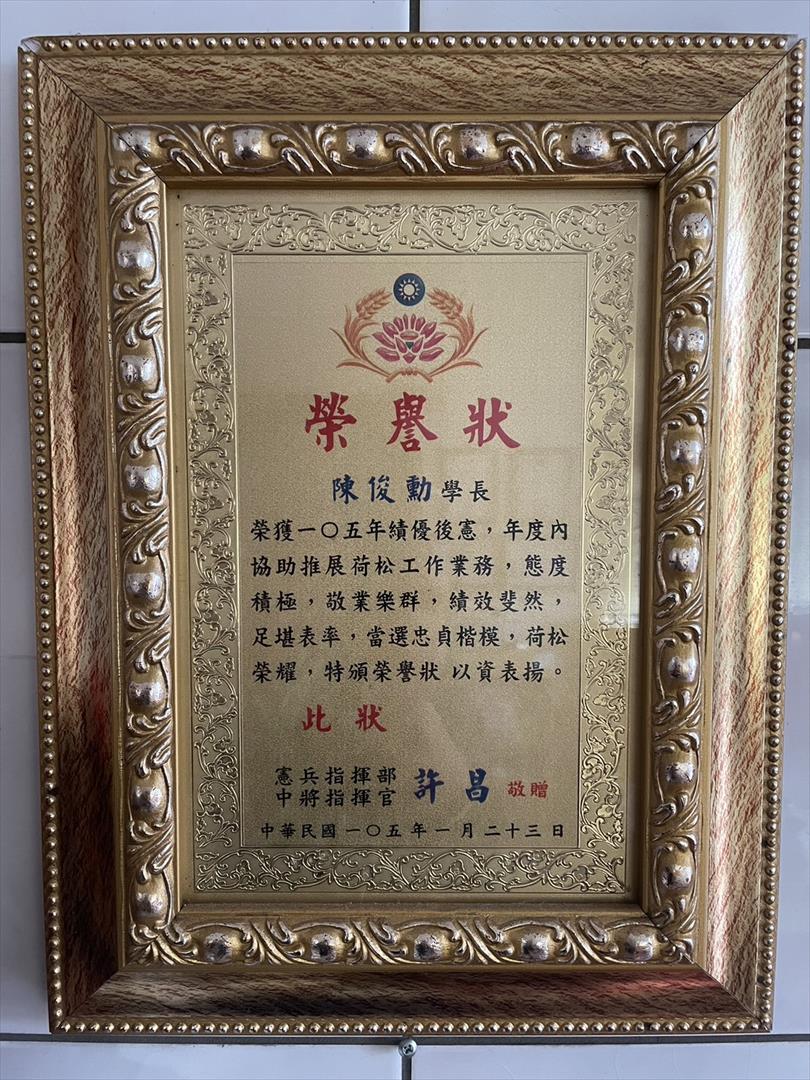 榮譽狀
陳俊勳學長
榮獲一〇五年績優後憲，年度內
協助推展荷松工作業務，態度
積極，敬業樂群，績效斐然，
足堪表率，當選忠貞楷模，荷松
榮耀，特頒榮譽狀 以資表揚。
此狀
憲兵指揮部
中將指揮官 許昌 敬贈
中華民國一〇五年一月二十三日